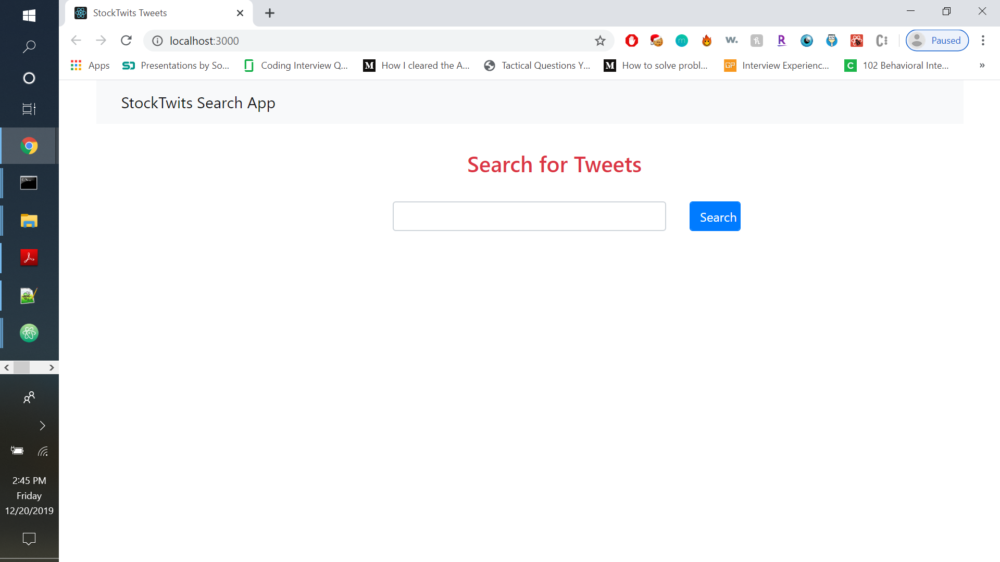 StockTwits Tweets
localhost:3000
Paused
Apps
Presentations by So...
Coding Interview Q...
How I cleared the A...
Tactical Questions Y...
How to solve probl...
Interview Experienc...
102 Behavioral Inte...
StockTwits Search App
Search for Tweets
Search
2:45 PM
Friday
12/20/2019